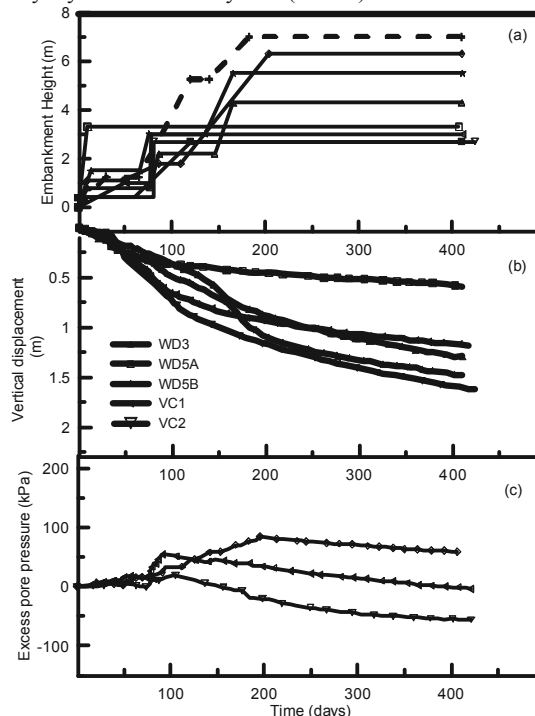 (a)
Embankment Height (m)
8
6
4
2
0
100 200 300 400
(b)
Vertical displacement
(m)
0.5
1
1.5
2
WD3
WD5A
WD5B
VC1
VC2
100 200 300 400
(c)
Excess pore pressure (kPa)
200
100
0
-100
100 200 300 400
Time (days)